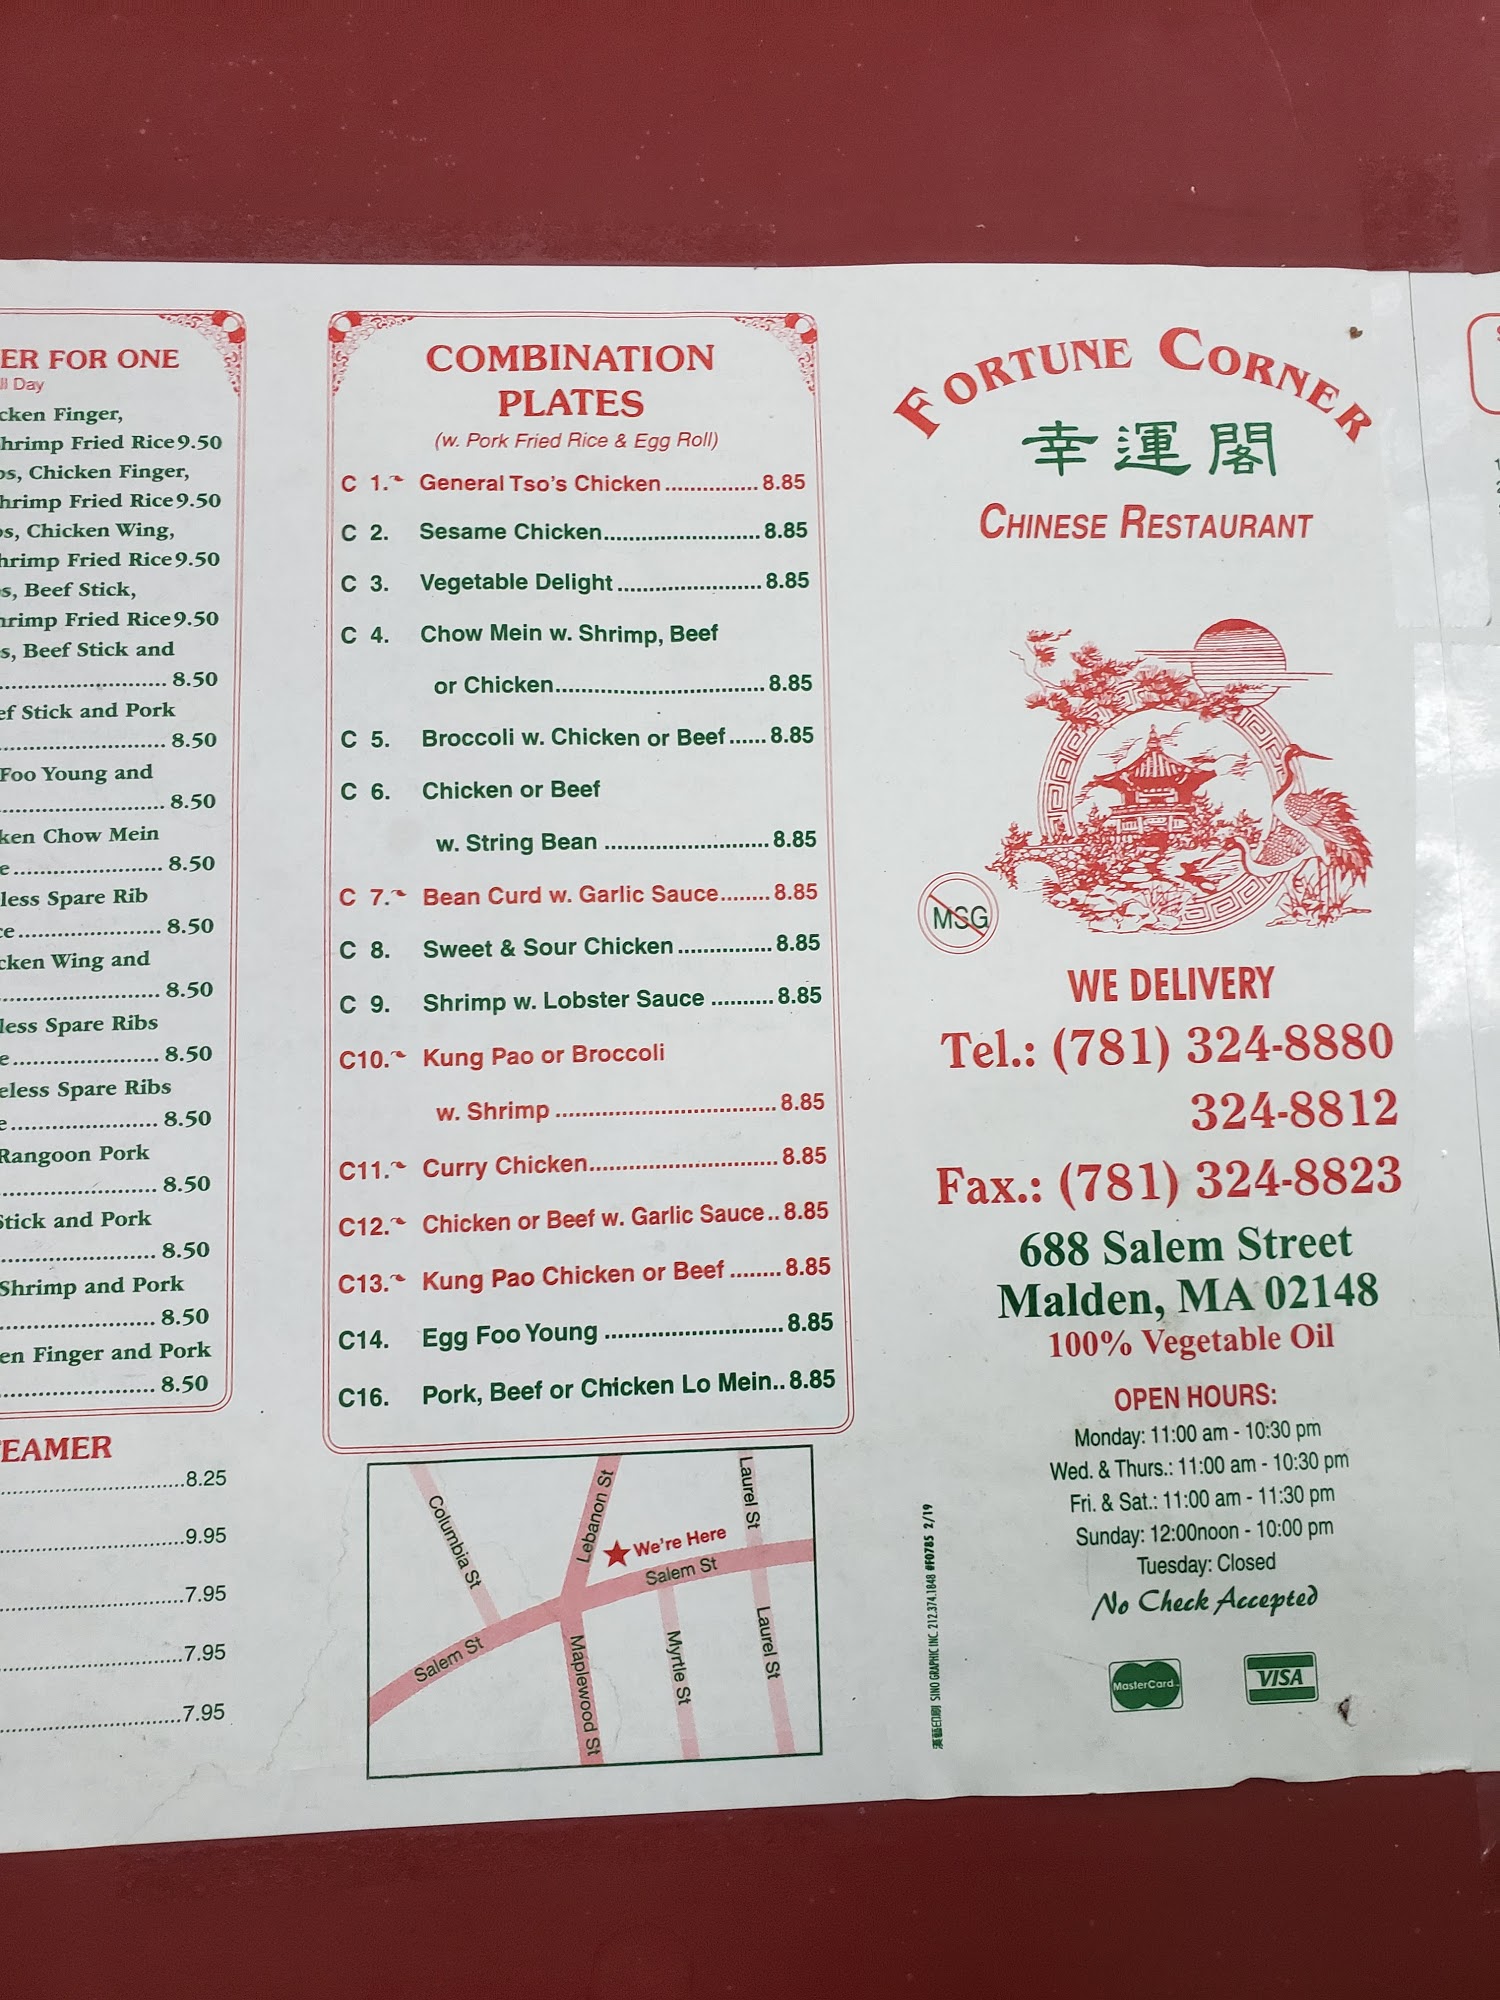 ER FOR ONE
ll Day
cken Finger,
hrimp Fried Rice 9.50
os, Chicken Finger,
hrimp Fried Rice 9.50
os, Chicken Wing,
hrimp Fried Rice 9.50
s, Beef Stick,
hrimp Fried Rice 9.50
s, Beef Stick and
.......................... 8.50
ef Stick and Pork
.......................... 8.50
Foo Young and
.......................... 8.50
ken Chow Mein
e....................... 8.50
less Spare Rib
ce..................... 8.50
cken Wing and
......................... 8.50
less Spare Ribs
e...................... 8.50
eless Spare Ribs
e...................... 8.50
Rangoon Pork
........................ 8.50
Stick and Pork
........................ 8.50
Shrimp and Pork
........................ 8.50
en Finger and Pork
........................ 8.50
TEAMER
...............................8.25
...............................9.95
...............................7.95
...............................7.95
...............................7.95
COMBINATION
PLATES
(w. Pork Fried Rice & Egg Roll)
C 1. General Tso's Chicken .............. 8.85
C 2. Sesame Chicken........................ 8.85
C 3. Vegetable Delight ...................... 8.85
C 4. Chow Mein w. Shrimp, Beef
or Chicken................................ 8.85
C 5. Broccoli w. Chicken or Beef...... 8.85
C 6. Chicken or Beef
w. String Bean ......................... 8.85
C 7. Bean Curd w. Garlic Sauce........ 8.85
C 8. Sweet & Sour Chicken .............. 8.85
C 9. Shrimp w. Lobster Sauce .......... 8.85
C10. Kung Pao or Broccoli
w. Shrimp .................................. 8.85
C11. Curry Chicken............................. 8.85
C12. Chicken or Beef w. Garlic Sauce.. 8.85
C13. Kung Pao Chicken or Beef ........ 8.85
C14. Egg Foo Young ........................... 8.85
C16. Pork, Beef or Chicken Lo Mein.. 8.85
Columbia St
Lebanon St
Laurel St
We're Here
Salem St
Salem St
Maplewood St
Myrtle St
Laurel St
FORTUNE CORNER
幸運閣
CHINESE RESTAURANT
MSG
WE DELIVERY
Tel.: (781) 324-8880
324-8812
Fax.: (781) 324-8823
688 Salem Street
Malden, MA 02148
100% Vegetable Oil
OPEN HOURS:
Monday: 11:00 am - 10:30 pm
Wed. & Thurs.: 11:00 am - 10:30 pm
Fri. & Sat.: 11:00 am - 11:30 pm
Sunday: 12:00noon - 10:00 pm
Tuesday: Closed
No Check Accepted
MasterCard
VISA
SINO GRAPHIC INC. 212.374.1848 #F0785 2/19